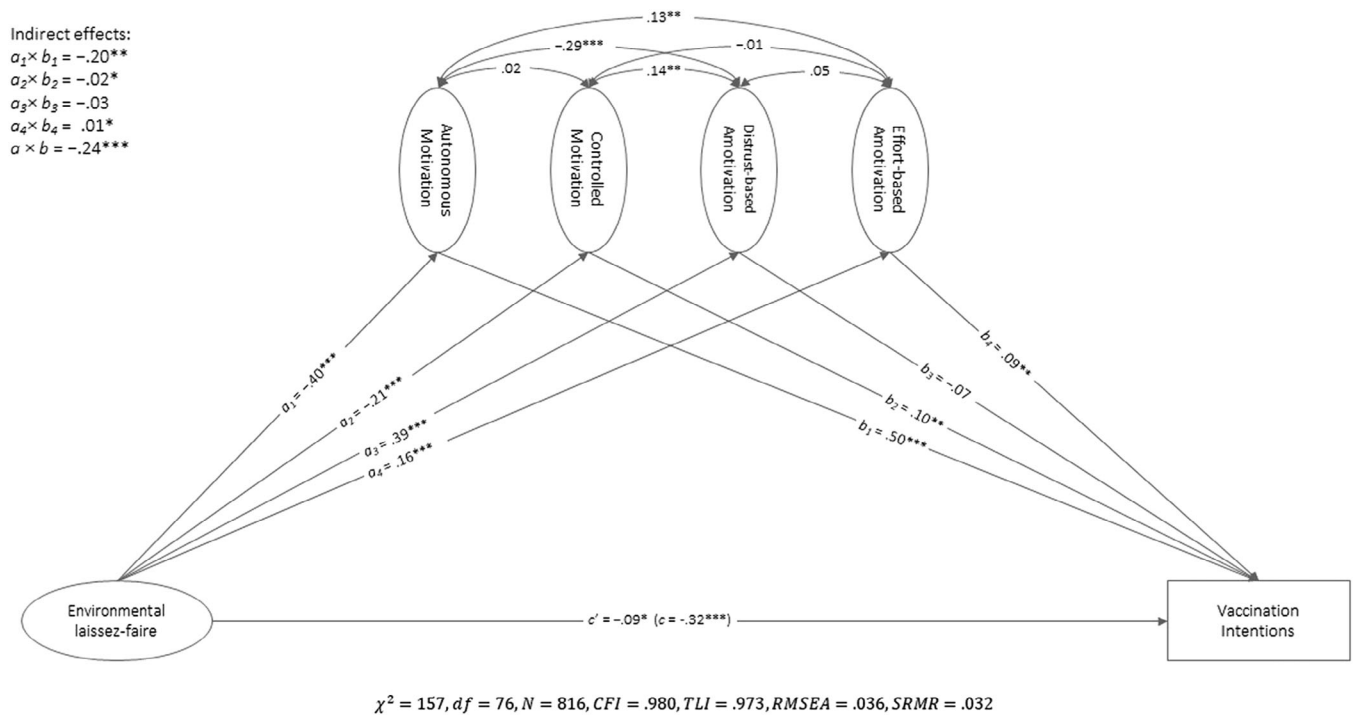 Indirect effects:
a₁× b₁ = −.20**
a₂× b₂ = −.02*
a₃× b₃ = −.03
a₄× b₄ = .01*
a × b = −.24***
.13**
−.29***
−.01
.02
.14**
.05
Autonomous
Motivation
Controlled
Motivation
Distrust-based
Amotivation
Effort-based
Amotivation
a₁ = −.40***
a₂ = −.21***
a₃ = .39***
a₄ = .16***
b₄ = .09**
b₃ = −.07
b₂ = .10**
b₁ = .50***
Environmental
laissez-faire
c' = −.09* (c = -.32***)
Vaccination
Intentions
χ² = 157, df = 76, N = 816, CFI = .980, TLI = .973, RMSEA = .036, SRMR = .032